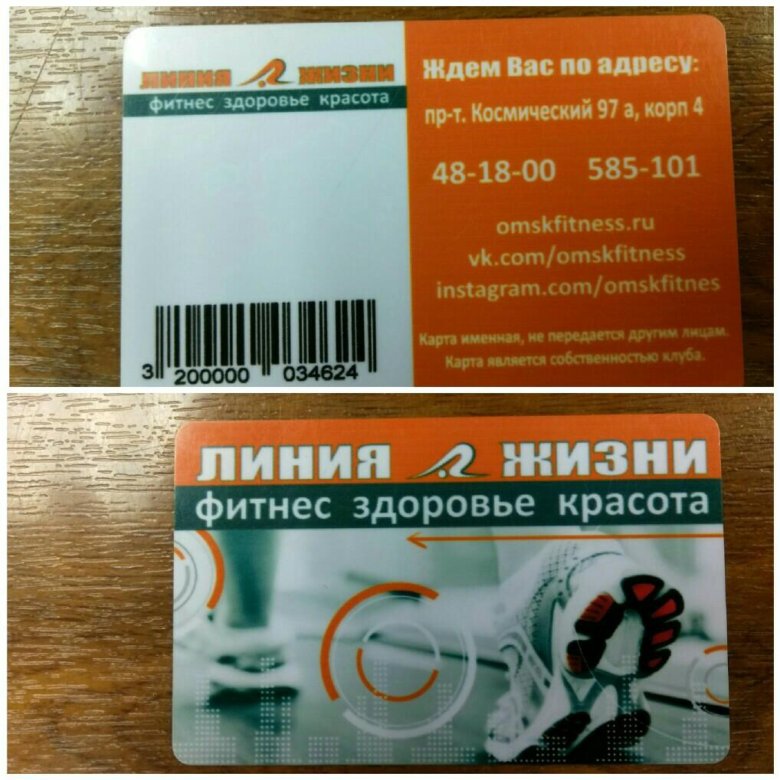 ЛИНИЯ ЖИЗНИ
фитнес здоровье красота
Ждем Вас по адресу:
пр-т. Космический 97 а, корп 4
48-18-00 585-101
omskfitness.ru
vk.com/omskfitness
instagram.com/omskfitnes
Карта именная, не передается другим лицам.
Карта является собственностью клуба.
3 200000 034624
ЛИНИЯ ЖИЗНИ
фитнес здоровье красота